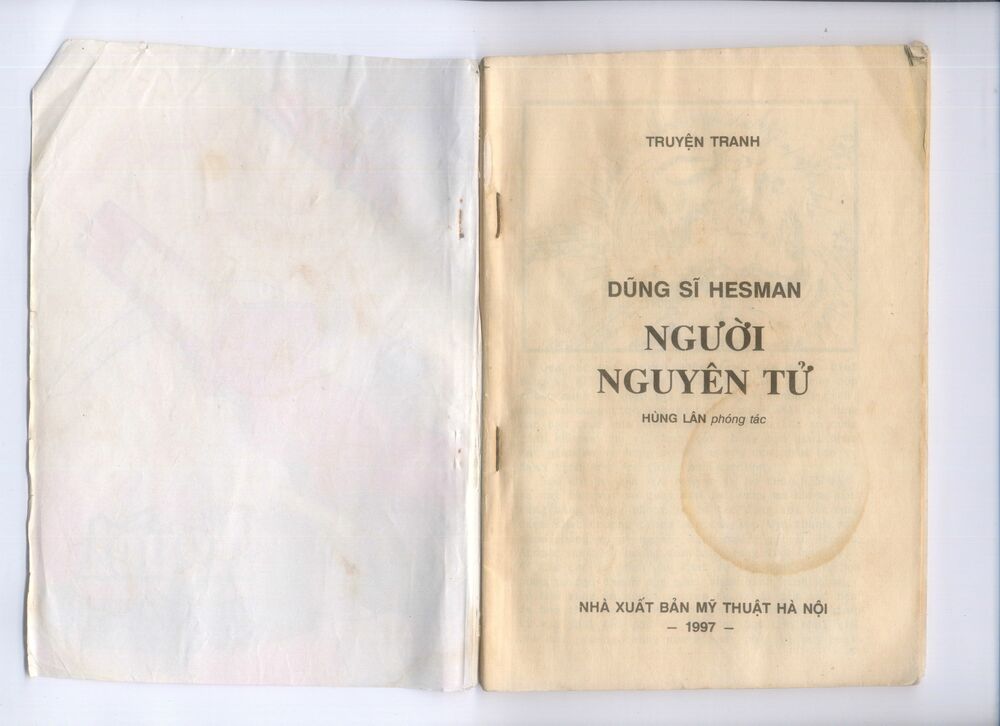 TRUYỆN TRANH
DŨNG SĨ HESMAN
NGƯỜI
NGUYÊN TỬ
HÙNG LÂN phóng tác
NHÀ XUẤT BẢN MỸ THUẬT HÀ NỘI
– 1997 –